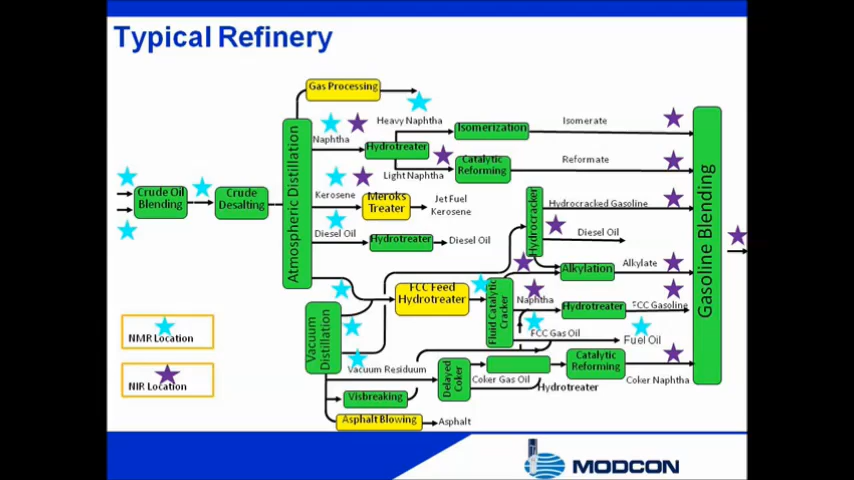 Typical Refinery
Gas Processing
Heavy Naphtha
Isomerization
Isomerate
Naphtha
Hydrotreater
Light Naphtha
Catalytic
Reforming
Reformate
Atmospheric Distillation
Crude Oil
Blending
Crude
Desalting
Kerosene
Meroks
Treater
Jet Fuel
Kerosene
Diesel Oil
Hydrotreater
Diesel Oil
Hydrocracker
Hydrocracked Gasoline
Diesel Oil
Alkylation
Alkylate
Gasoline Blending
FCC Feed
Hydrotreater
Fluid Catalytic
Cracker
Naphtha
Hydrotreater
FCC Gasoline
FCC Gas Oil
Fuel Oil
Vacuum
Distillation
Vacuum Residuum
Delayed
Coker
Coker Gas Oil
Hydrotreater
Catalytic
Reforming
Coker Naphtha
Visbreaking
Asphalt Blowing
Asphalt
NMR Location
NIR Location
MODCON